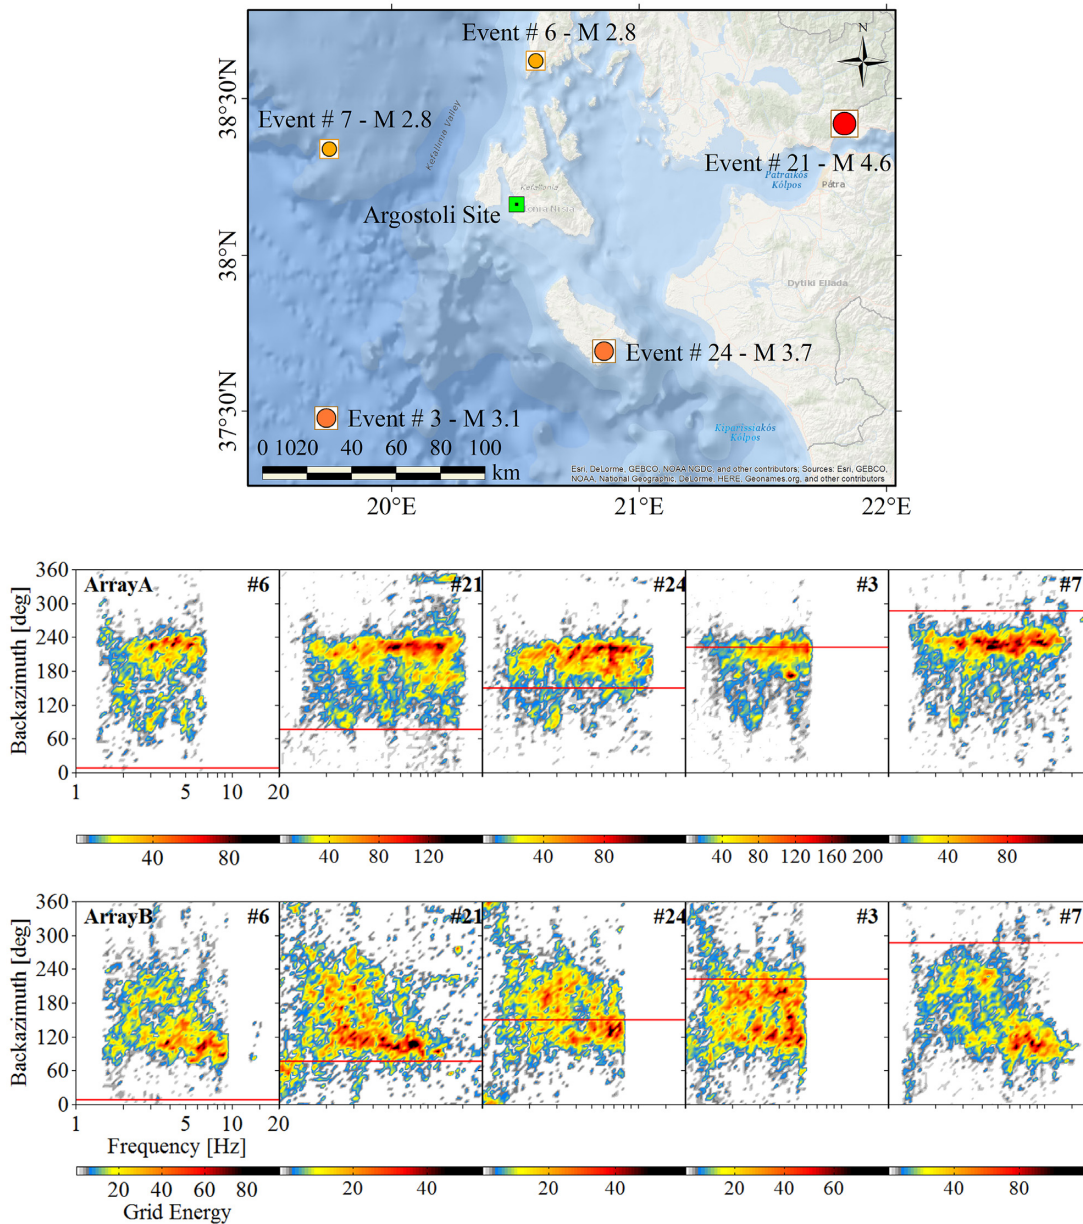 Event # 6 - M 2.8
N
38°30'N
Event # 7 - M 2.8
Kefallinia Valley
Event # 21 - M 4.6
Patraikós
Kólpos
Pátra
Kefallonia
Argostoli Site
38°N
Dytiki Ellada
Event # 24 - M 3.7
37°30'N
Event # 3 - M 3.1
Kiparissiakós
Kólpos
0 1020 40 60 80 100
km
Esri, DeLorme, GEBCO, NOAA NGDC, and other contributors; Sources: Esri, GEBCO,
NOAA, National Geographic, DeLorme, HERE, Geonames.org, and other contributors
20°E 21°E 22°E
Backazimuth [deg]
360
300
240
180
120
60
0
ArrayA #6 #21 #24 #3 #7
1 5 10 20
40 80 40 80 120 40 80 40 80 120 160 200 40 80
Backazimuth [deg]
360
300
240
180
120
60
0
ArrayB #6 #21 #24 #3 #7
1 5 10 20
Frequency [Hz]
20 40 60 80 20 40 20 40 20 40 60 40 80
Grid Energy